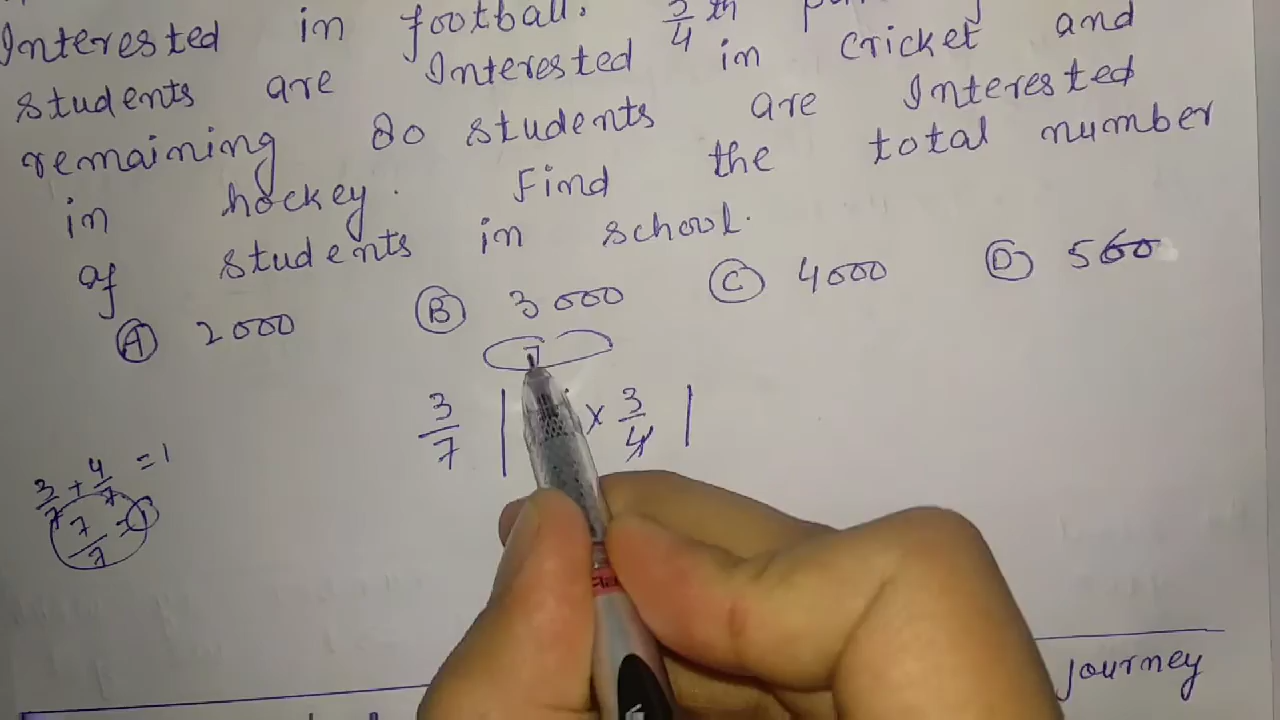 Interested in football. 3/4 th
students are Interested in cricket and
remaining 80 students are Interested
in hockey. Find the total number
of students in school.
Ⓐ 2000 Ⓑ 3000 Ⓒ 4000 Ⓓ 560
3/7 | × 3/4 |
3/7 + 4/7 = 1
7/7 = 1
Journey